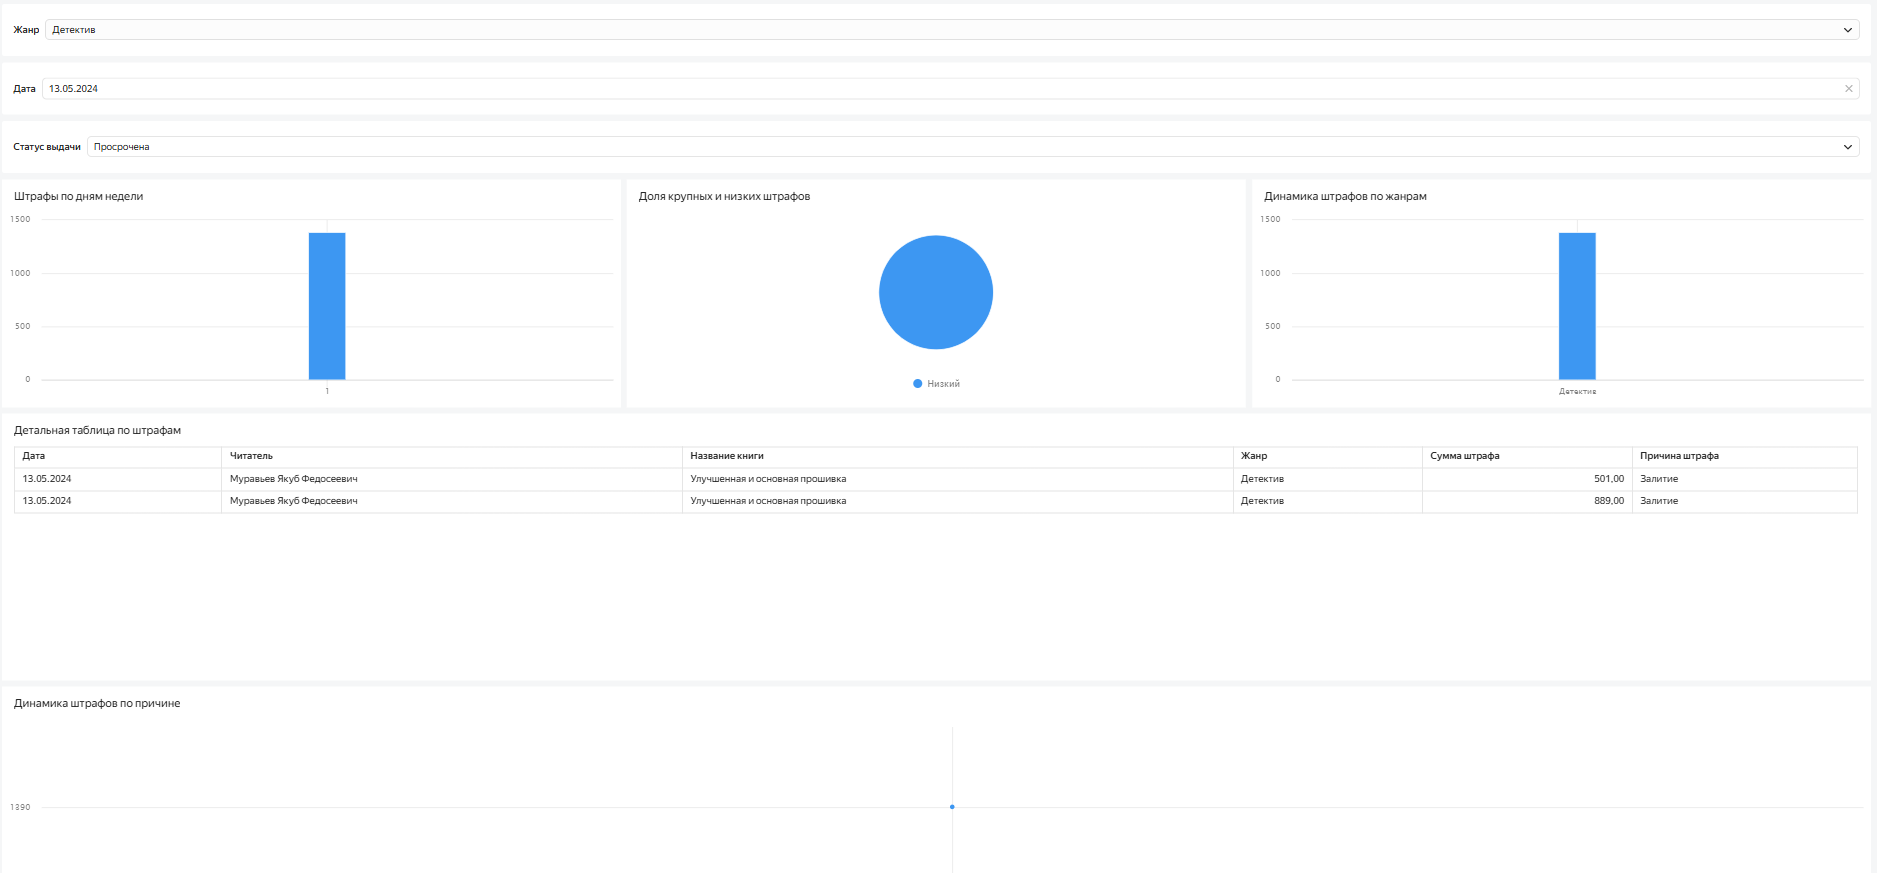 Жанр Детектив
Дата 13.05.2024
Статус выдачи Просрочена
Штрафы по дням недели
1500
1000
500
0
1
Доля крупных и низких штрафов
Низкий
Динамика штрафов по жанрам
1500
1000
500
0
Детектив
Детальная таблица по штрафам
Дата Читатель Название книги Жанр Сумма штрафа Причина штрафа
13.05.2024 Муравьев Якуб Федосеевич Улучшенная и основная прошивка Детектив 501,00 Залитие
13.05.2024 Муравьев Якуб Федосеевич Улучшенная и основная прошивка Детектив 889,00 Залитие
Динамика штрафов по причине
1390